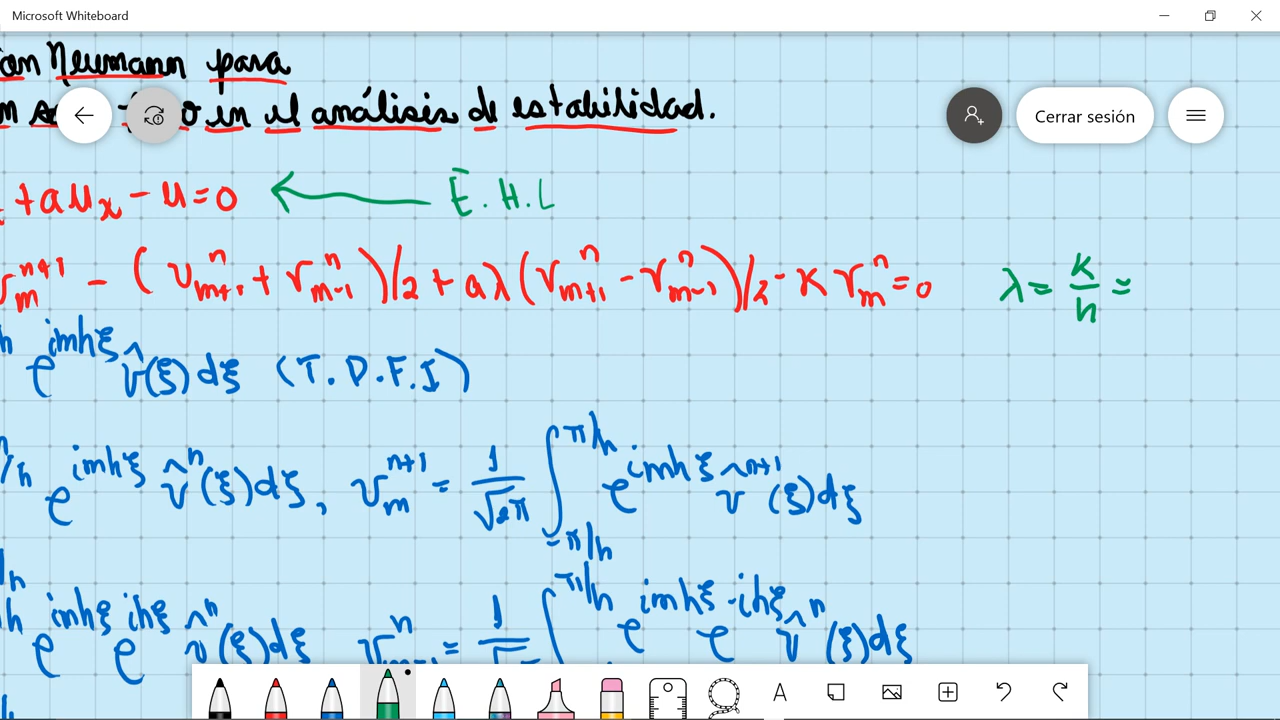 Microsoft Whiteboard
Neumann para
en el análisis de estabilidad.
Cerrar sesión
+ a u_x - u = 0 ← E.H.L
v_m^{n+1} - (v_{m+1}^n + v_{m-1}^n)/2 + aλ(v_{m+1}^n - v_{m-1}^n)/2 - k v_m^n = 0 λ = k/h =
e^{imhξ} v̂(ξ)dξ (T.D.F.I)
e^{imhξ} v̂^n(ξ)dξ, v_m^{n+1} = 1/√2π ∫_{-π/h}^{π/h} e^{imhξ} v̂^{n+1}(ξ)dξ
e^{imhξ} e^{ihξ} v̂^n(ξ)dξ v_{m-1}^n = 1/√ ∫^{π/h} e^{imhξ} e^{-ihξ} v̂^n(ξ)dξ